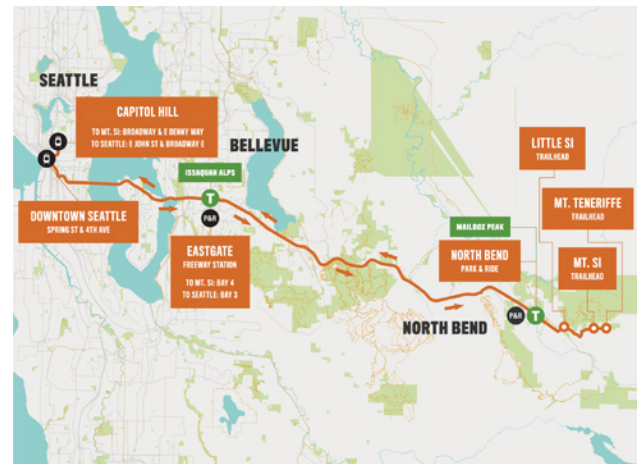 SEATTLE
CAPITOL HILL
TO MT. SI: BROADWAY & E DENNY WAY
TO SEATTLE: E JOHN ST & BROADWAY E
BELLEVUE
ISSAQUAN ALPS
T
P&R
DOWNTOWN SEATTLE
SPRING ST & 4TH AVE
EASTGATE
FREEWAY STATION
TO MT. SI: BAY 4
TO SEATTLE: BAY 3
LITTLE SI
TRAILHEAD
MT. TENERIFFE
TRAILHEAD
MAILBOX PEAK
NORTH BEND
PARK & RIDE
MT. SI
TRAILHEAD
NORTH BEND
P&R
T